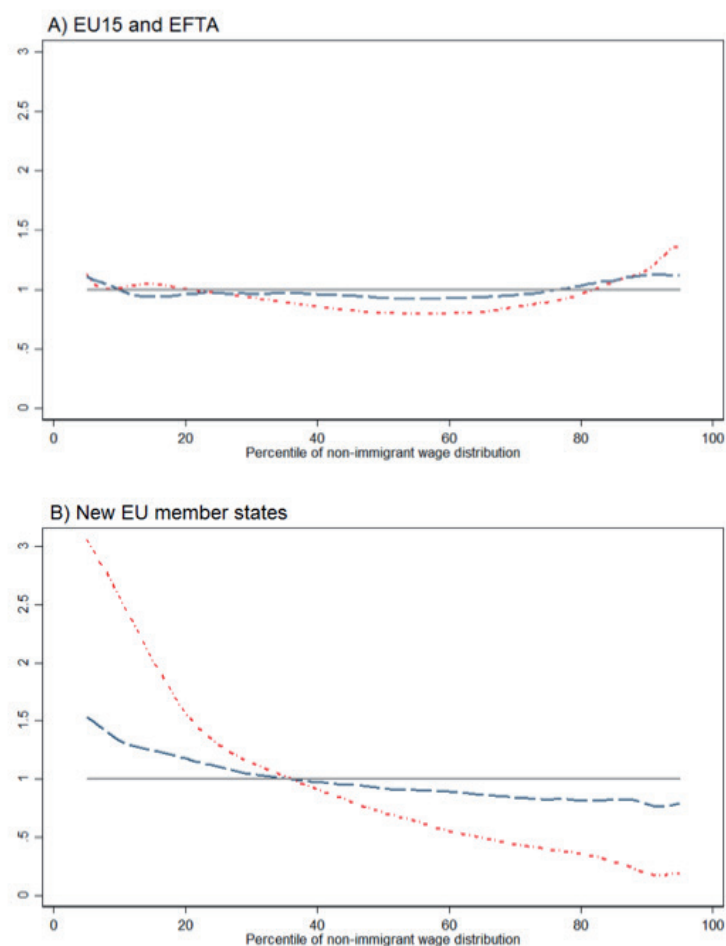 A) EU15 and EFTA
3
2.5
2
1.5
1
.5
0
0 20 40 60 80 100
Percentile of non-immigrant wage distribution
B) New EU member states
3
2.5
2
1.5
1
.5
0
0 20 40 60 80 100
Percentile of non-immigrant wage distribution